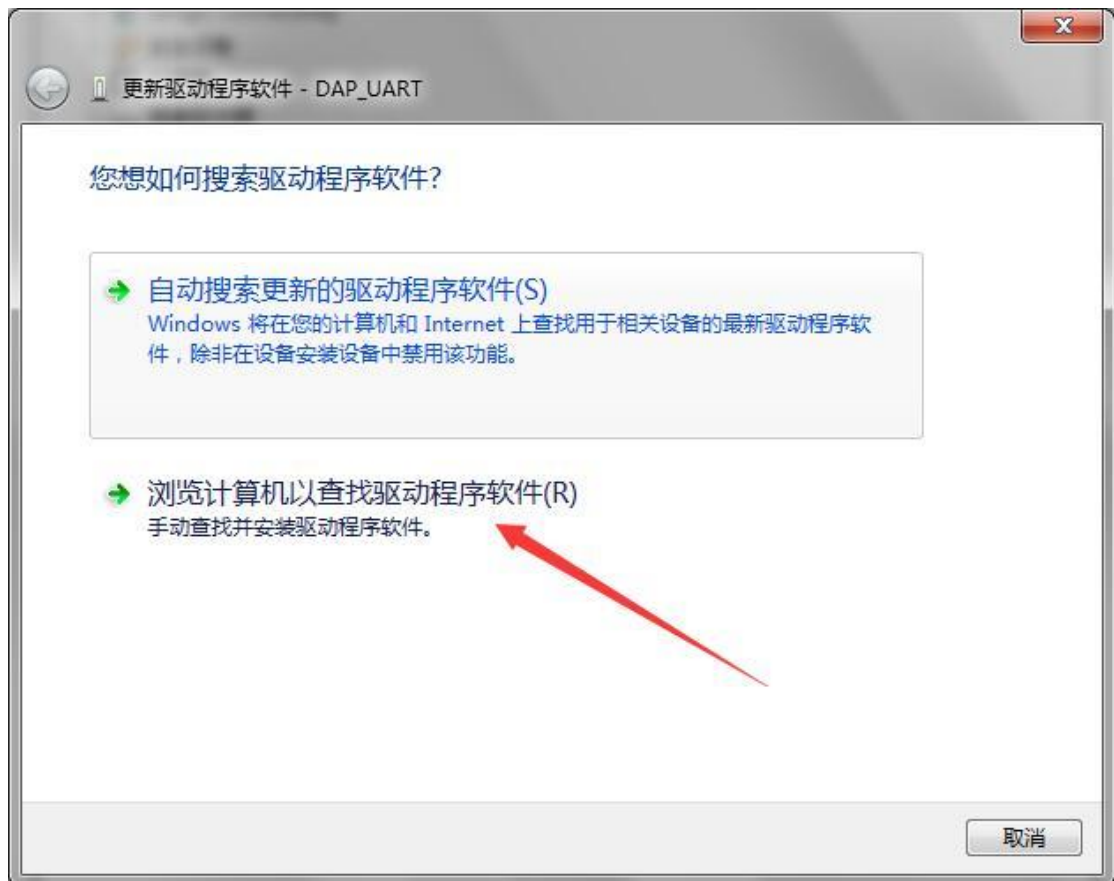 更新驱动程序软件 - DAP_UART
您想如何搜索驱动程序软件?
自动搜索更新的驱动程序软件(S)
Windows 将在您的计算机和 Internet 上查找用于相关设备的最新驱动程序软
件，除非在设备安装设备中禁用该功能。
浏览计算机以查找驱动程序软件(R)
手动查找并安装驱动程序软件。
取消